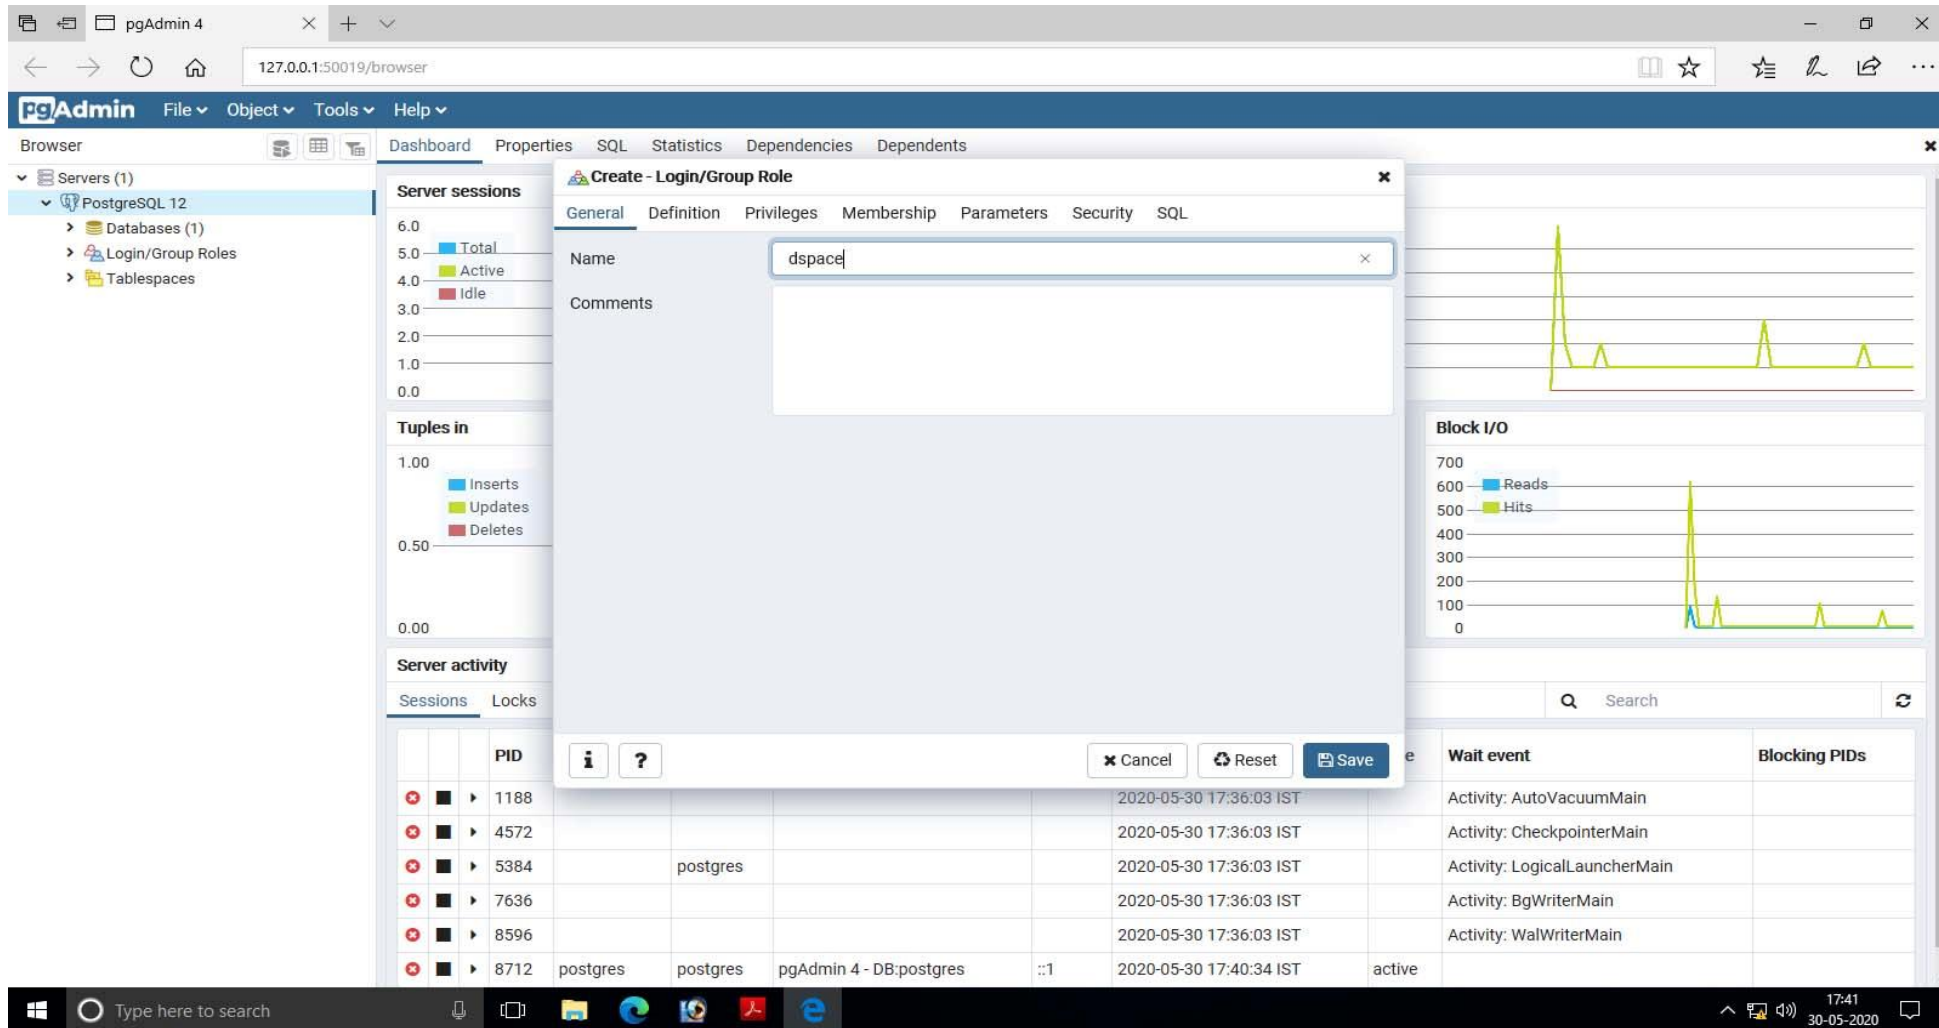 pgAdmin 4
127.0.0.1:50019/browser
pgAdmin File Object Tools Help
Browser
Dashboard Properties SQL Statistics Dependencies Dependents
Servers (1)
PostgreSQL 12
Databases (1)
Login/Group Roles
Tablespaces
Server sessions
6.0
5.0
4.0
3.0
2.0
1.0
0.0
Total
Active
Idle
Tuples in
1.00
0.50
0.00
Inserts
Updates
Deletes
Create - Login/Group Role
General Definition Privileges Membership Parameters Security SQL
Name dspace
Comments
i ? Cancel Reset Save
Block I/O
700
600
500
400
300
200
100
0
Reads
Hits
Server activity
Sessions Locks
Search
PID e Wait event Blocking PIDs
1188 2020-05-30 17:36:03 IST Activity: AutoVacuumMain
4572 2020-05-30 17:36:03 IST Activity: CheckpointerMain
5384 postgres 2020-05-30 17:36:03 IST Activity: LogicalLauncherMain
7636 2020-05-30 17:36:03 IST Activity: BgWriterMain
8596 2020-05-30 17:36:03 IST Activity: WalWriterMain
8712 postgres postgres pgAdmin 4 - DB:postgres ::1 2020-05-30 17:40:34 IST active
Type here to search
17:41
30-05-2020